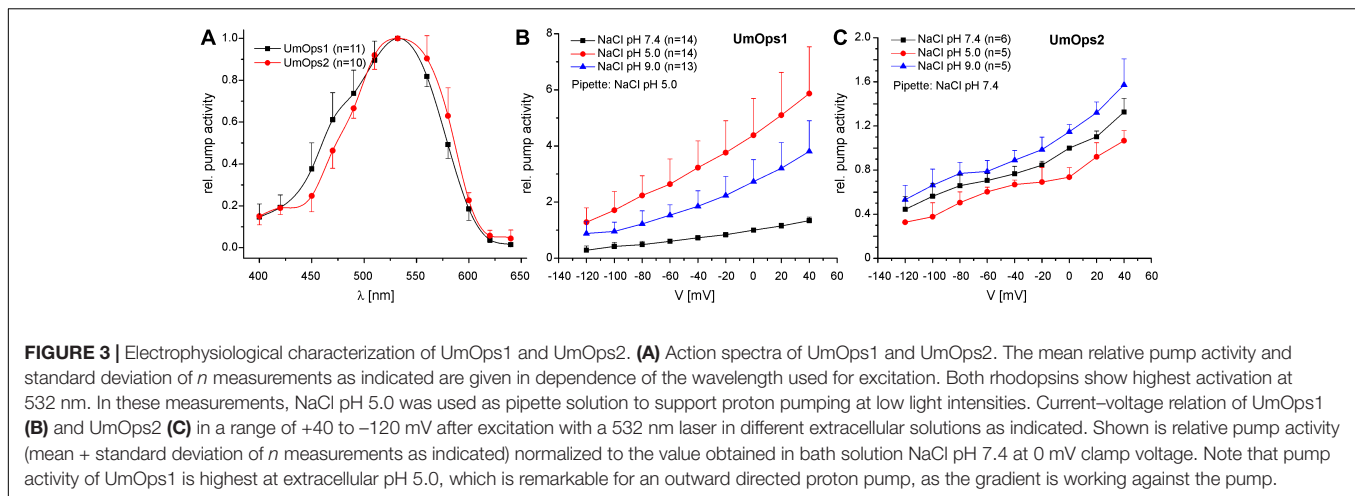 A
UmOps1 (n=11)
UmOps2 (n=10)
rel. pump activity
1.0
0.8
0.6
0.4
0.2
0.0
400 450 500 550 600 650
λ [nm]
B
UmOps1
NaCl pH 7.4 (n=14)
NaCl pH 5.0 (n=14)
NaCl pH 9.0 (n=13)
Pipette: NaCl pH 5.0
rel. pump activity
8
6
4
2
0
-140 -120 -100 -80 -60 -40 -20 0 20 40 60
V [mV]
C
UmOps2
NaCl pH 7.4 (n=6)
NaCl pH 5.0 (n=5)
NaCl pH 9.0 (n=5)
Pipette: NaCl pH 7.4
rel. pump activity
2.0
1.6
1.2
0.8
0.4
0
-140 -120 -100 -80 -60 -40 -20 0 20 40 60
V [mV]
FIGURE 3 | Electrophysiological characterization of UmOps1 and UmOps2. (A) Action spectra of UmOps1 and UmOps2. The mean relative pump activity and
standard deviation of n measurements as indicated are given in dependence of the wavelength used for excitation. Both rhodopsins show highest activation at
532 nm. In these measurements, NaCl pH 5.0 was used as pipette solution to support proton pumping at low light intensities. Current–voltage relation of UmOps1
(B) and UmOps2 (C) in a range of +40 to –120 mV after excitation with a 532 nm laser in different extracellular solutions as indicated. Shown is relative pump activity
(mean + standard deviation of n measurements as indicated) normalized to the value obtained in bath solution NaCl pH 7.4 at 0 mV clamp voltage. Note that pump
activity of UmOps1 is highest at extracellular pH 5.0, which is remarkable for an outward directed proton pump, as the gradient is working against the pump.